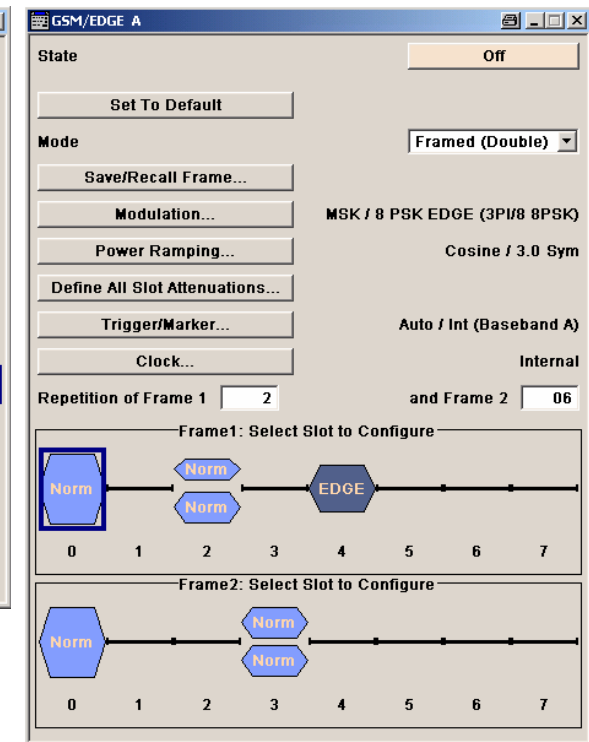 GSM/EDGE A
State Off
Set To Default
Mode Framed (Double)
Save/Recall Frame...
Modulation... MSK / 8 PSK EDGE (3PI/8 8PSK)
Power Ramping... Cosine / 3.0 Sym
Define All Slot Attenuations...
Trigger/Marker... Auto / Int (Baseband A)
Clock... Internal
Repetition of Frame 1 2 and Frame 2 06
Frame1: Select Slot to Configure
Norm
Norm EDGE
Norm
0 1 2 3 4 5 6 7
Frame2: Select Slot to Configure
Norm
Norm
Norm
0 1 2 3 4 5 6 7